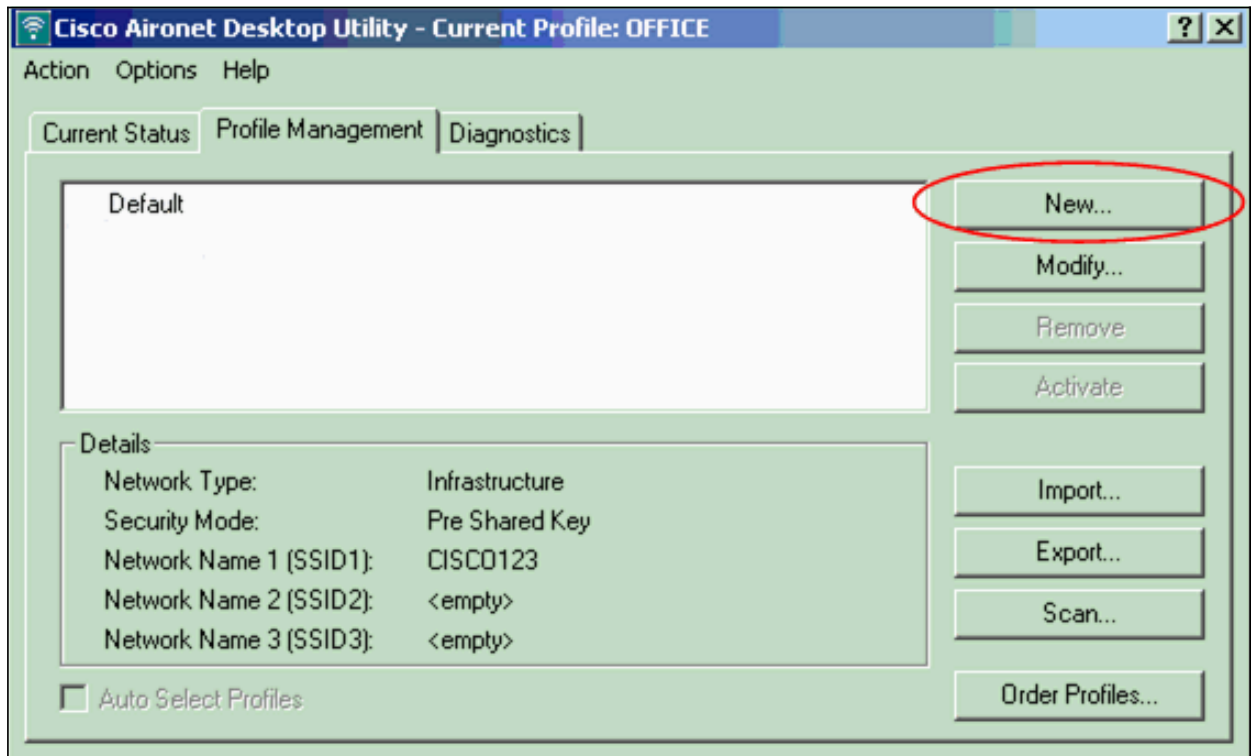 Cisco Aironet Desktop Utility - Current Profile: OFFICE
? X
Action Options Help
Current Status Profile Management Diagnostics
Default
New...
Modify...
Remove
Activate
Details
Network Type: Infrastructure
Security Mode: Pre Shared Key
Network Name 1 (SSID1): CISCO123
Network Name 2 (SSID2): <empty>
Network Name 3 (SSID3): <empty>
Import...
Export...
Scan...
Auto Select Profiles
Order Profiles...